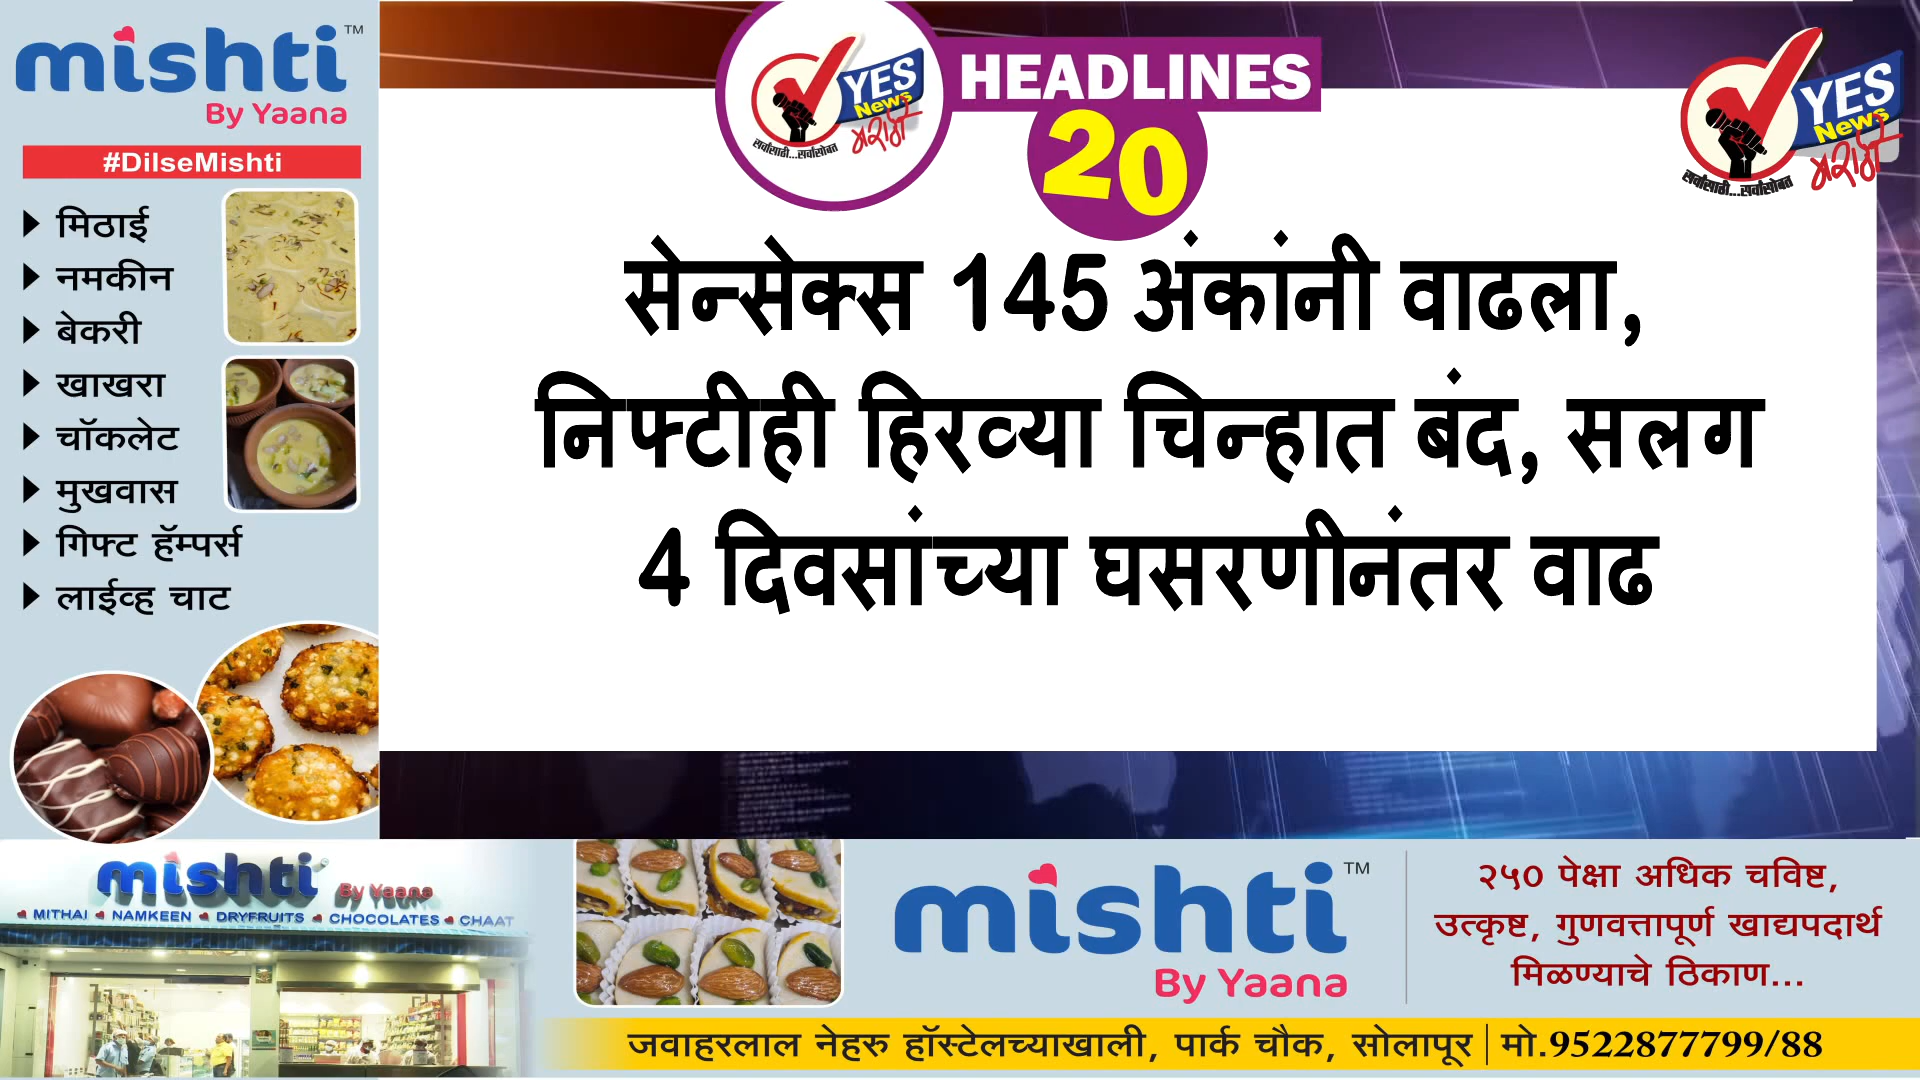 mishti™
By Yaana
#DilseMishti
मिठाई
नमकीन
बेकरी
खाखरा
चॉकलेट
मुखवास
गिफ्ट हॅम्पर्स
लाईव्ह चाट
YES
News
मराठी
सर्वांसाठी...सर्वांसोबत
HEADLINES
20
YES
News
मराठी
सर्वांसाठी...सर्वांसोबत
सेन्सेक्स 145 अंकांनी वाढला,
निफ्टीही हिरव्या चिन्हात बंद, सलग
4 दिवसांच्या घसरणीनंतर वाढ
mishti By Yaana
MITHAI NAMKEEN DRYFRUITS CHOCOLATES CHAAT
mishti™
By Yaana
२५० पेक्षा अधिक चविष्ट,
उत्कृष्ट, गुणवत्तापूर्ण खाद्यपदार्थ
मिळण्याचे ठिकाण...
जवाहरलाल नेहरु हॉस्टेलच्याखाली, पार्क चौक, सोलापूर | मो.9522877799/88